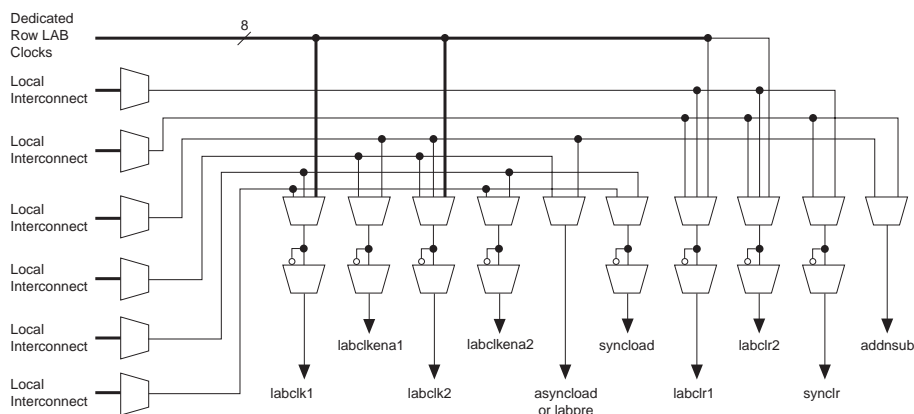 Dedicated
Row LAB
Clocks
8
Local
Interconnect
Local
Interconnect
Local
Interconnect
Local
Interconnect
Local
Interconnect
Local
Interconnect
labclkena1
labclkena2
syncload
labclr2
addnsub
labclk1
labclk2
asyncload
or labpre
labclr1
synclr